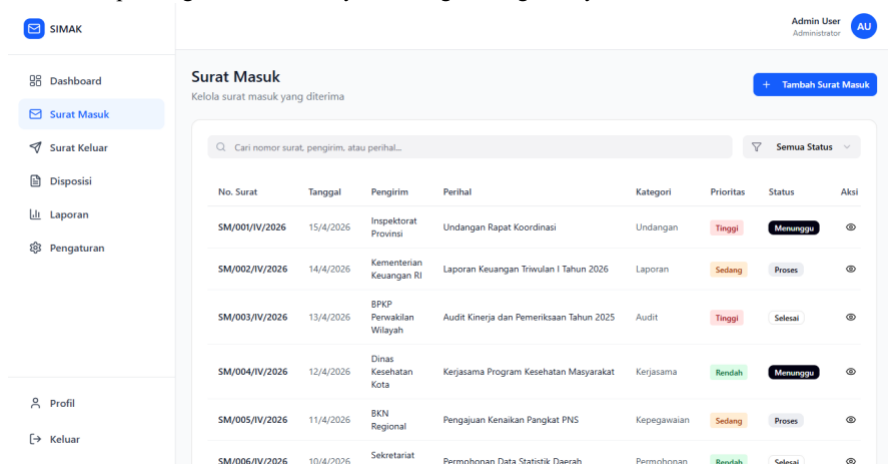 SIMAK
Admin User
Administrator
AU
Dashboard
Surat Masuk
Surat Keluar
Disposisi
Laporan
Pengaturan
Profil
Keluar
Surat Masuk
Kelola surat masuk yang diterima
+ Tambah Surat Masuk
Cari nomor surat, pengirim, atau perihal...
Semua Status
No. Surat Tanggal Pengirim Perihal Kategori Prioritas Status Aksi
SM/001/IV/2026 15/4/2026 Inspektorat Provinsi Undangan Rapat Koordinasi Undangan Tinggi Menunggu
SM/002/IV/2026 14/4/2026 Kementerian Keuangan RI Laporan Keuangan Triwulan I Tahun 2026 Laporan Sedang Proses
SM/003/IV/2026 13/4/2026 BPKP Perwakilan Wilayah Audit Kinerja dan Pemeriksaan Tahun 2025 Audit Tinggi Selesai
SM/004/IV/2026 12/4/2026 Dinas Kesehatan Kota Kerjasama Program Kesehatan Masyarakat Kerjasama Rendah Menunggu
SM/005/IV/2026 11/4/2026 BKN Regional Pengajuan Kenaikan Pangkat PNS Kepegawaian Sedang Proses
SM/006/IV/2026 10/4/2026 Sekretariat Permohonan Data Statistik Daerah Permohonan Rendah Selesai